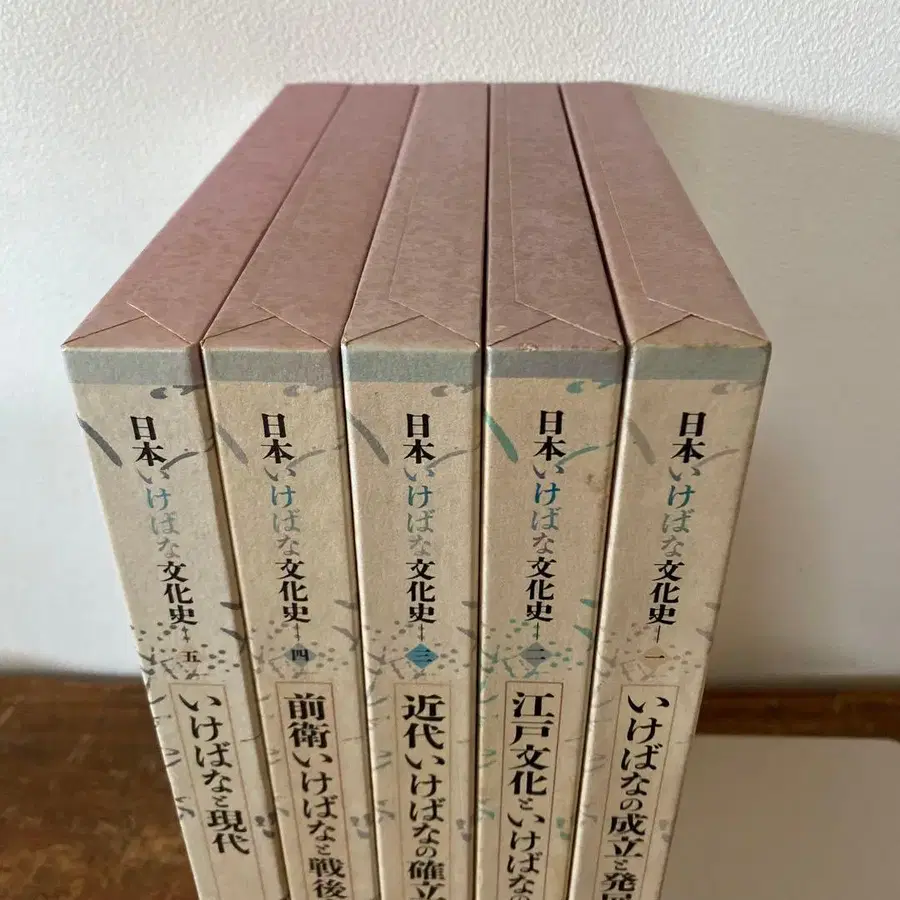 日本いけばな文化史
一
いけばなの成立と発
日本いけばな文化史
二
江戸文化といけばなの
日本いけばな文化史
三
近代いけばなの確立
日本いけばな文化史
四
前衛いけばなと戦後
日本いけばな文化史
五
いけばなと現代